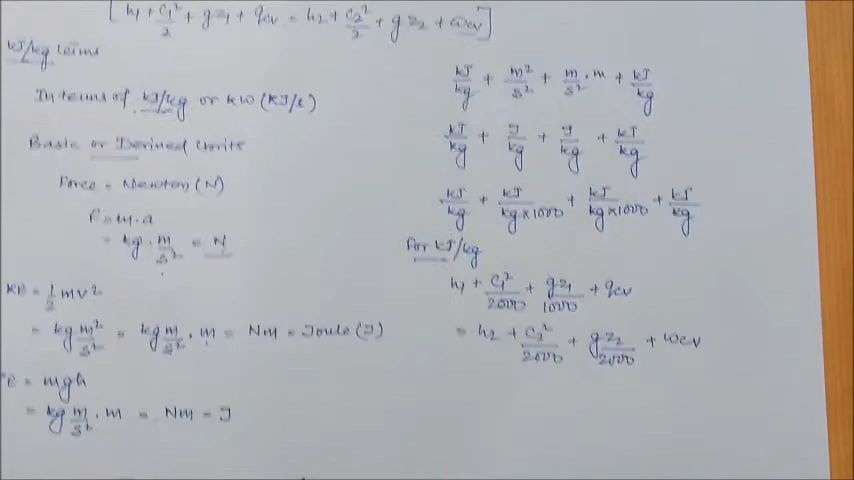 [h₁ + C₁²/2 + gz₁ + qcv = h₂ + C₂²/2 + gz₂ + wcv]
kJ/kg terms
In terms of kJ/kg or kW (kJ/s)
Basic or Derived Units
Force = Newton (N)
F = m.a
= kg . m/s² = N
KE = 1/2 mv²
= kg m²/s² = kg m/s² . m = Nm = Joule (J)
PE = mgh
= kg m/s² . m = Nm = J
kJ/kg + m²/s² + m/s² . m + kJ/kg
kJ/kg + J/kg + J/kg + kJ/kg
kJ/kg + kJ/kg×1000 + kJ/kg×1000 + kJ/kg
For kJ/kg
h₁ + C₁²/2000 + gz₁/1000 + qcv
= h₂ + C₂²/2000 + gz₂/2000 + wcv